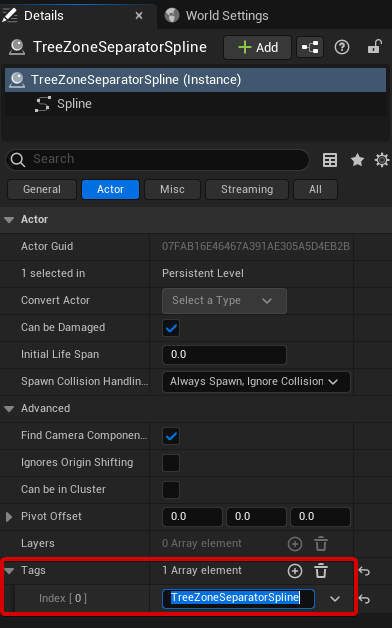 Details
World Settings
TreeZoneSeparatorSpline
Add
TreeZoneSeparatorSpline (Instance)
Spline
Search
General
Actor
Misc
Streaming
All
Actor
Actor Guid
07FAB16E46467A391AE305A5D4EB2B
1 selected in
Persistent Level
Convert Actor
Select a Type
Can be Damaged
Initial Life Span
0.0
Spawn Collision Handlin...
Always Spawn, Ignore Collision
Advanced
Find Camera Componen...
Ignores Origin Shifting
Can be in Cluster
Pivot Offset
0.0
0.0
0.0
Layers
0 Array element
Tags
1 Array element
Index [ 0 ]
TreeZoneSeparatorSpline